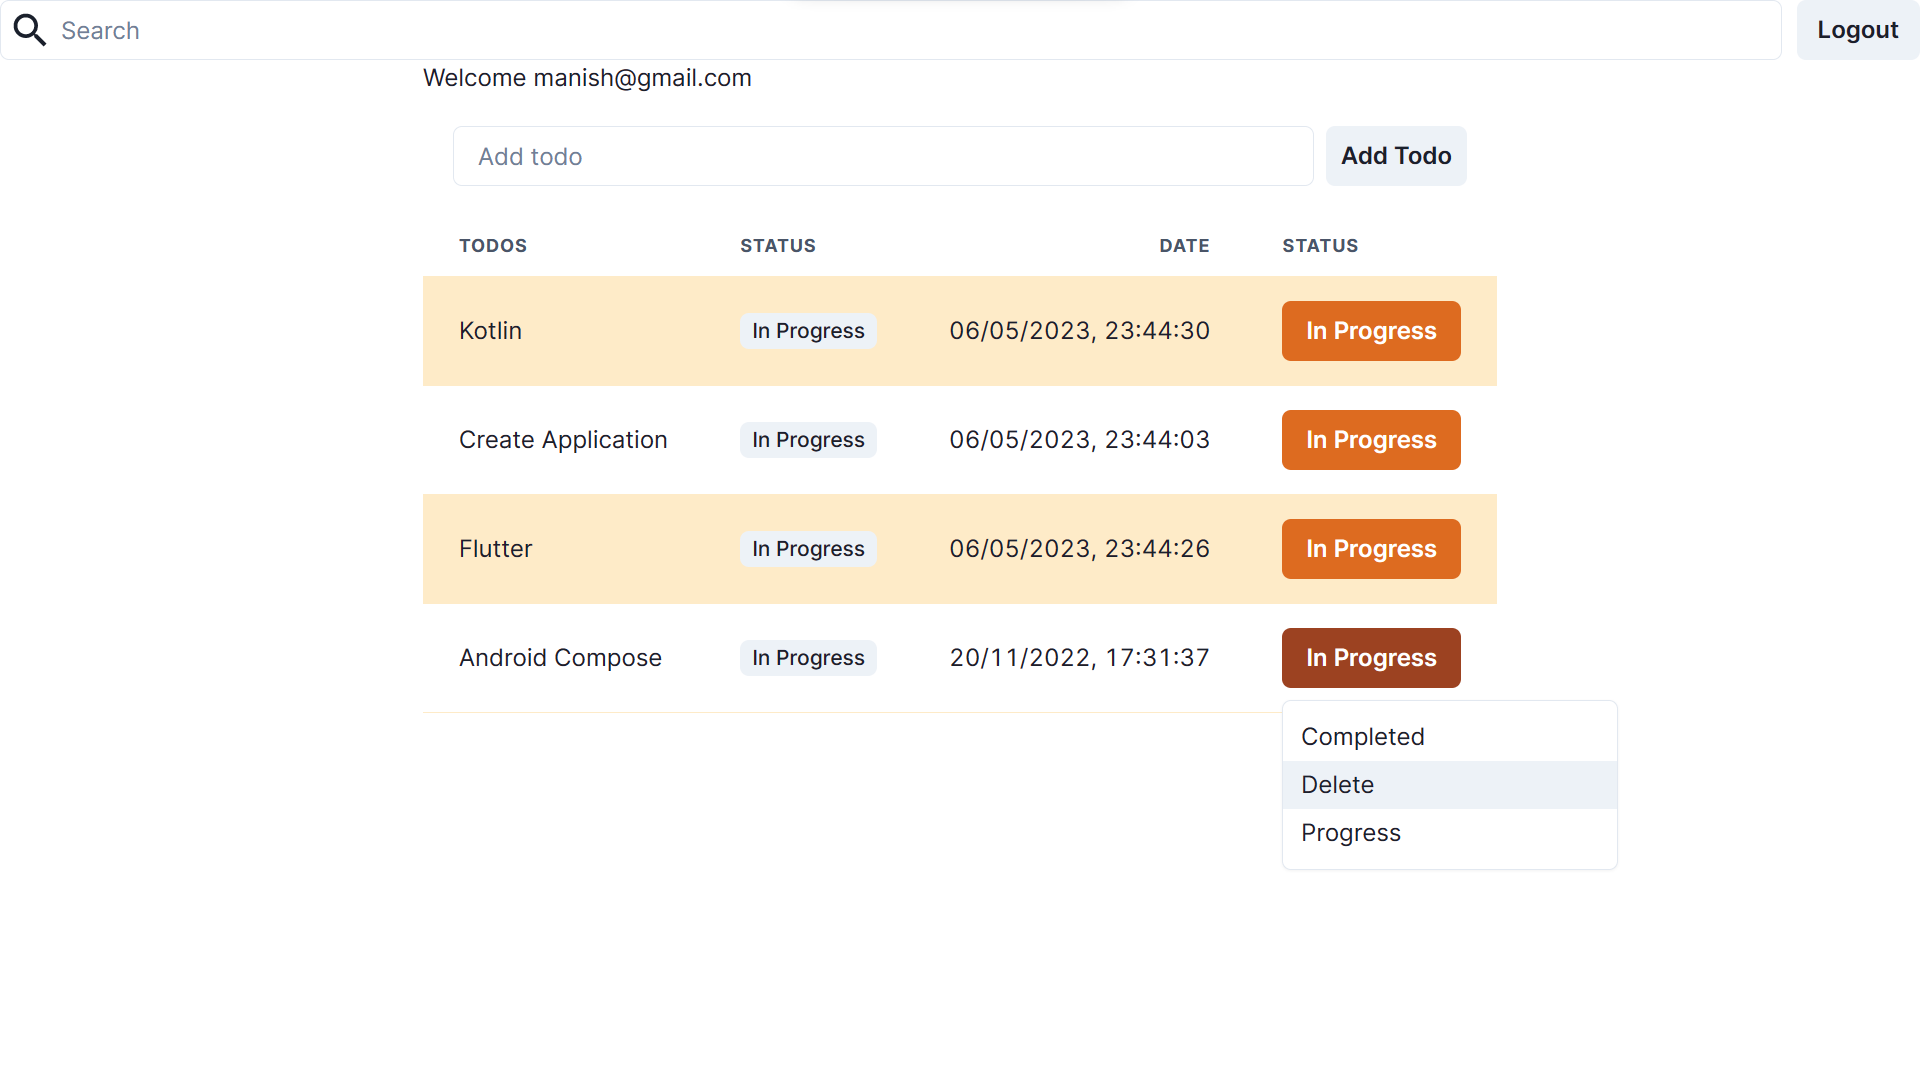 Search
Logout
Welcome manish@gmail.com
Add todo
Add Todo
TODOS STATUS DATE STATUS
Kotlin In Progress 06/05/2023, 23:44:30 In Progress
Create Application In Progress 06/05/2023, 23:44:03 In Progress
Flutter In Progress 06/05/2023, 23:44:26 In Progress
Android Compose In Progress 20/11/2022, 17:31:37 In Progress
Completed
Delete
Progress